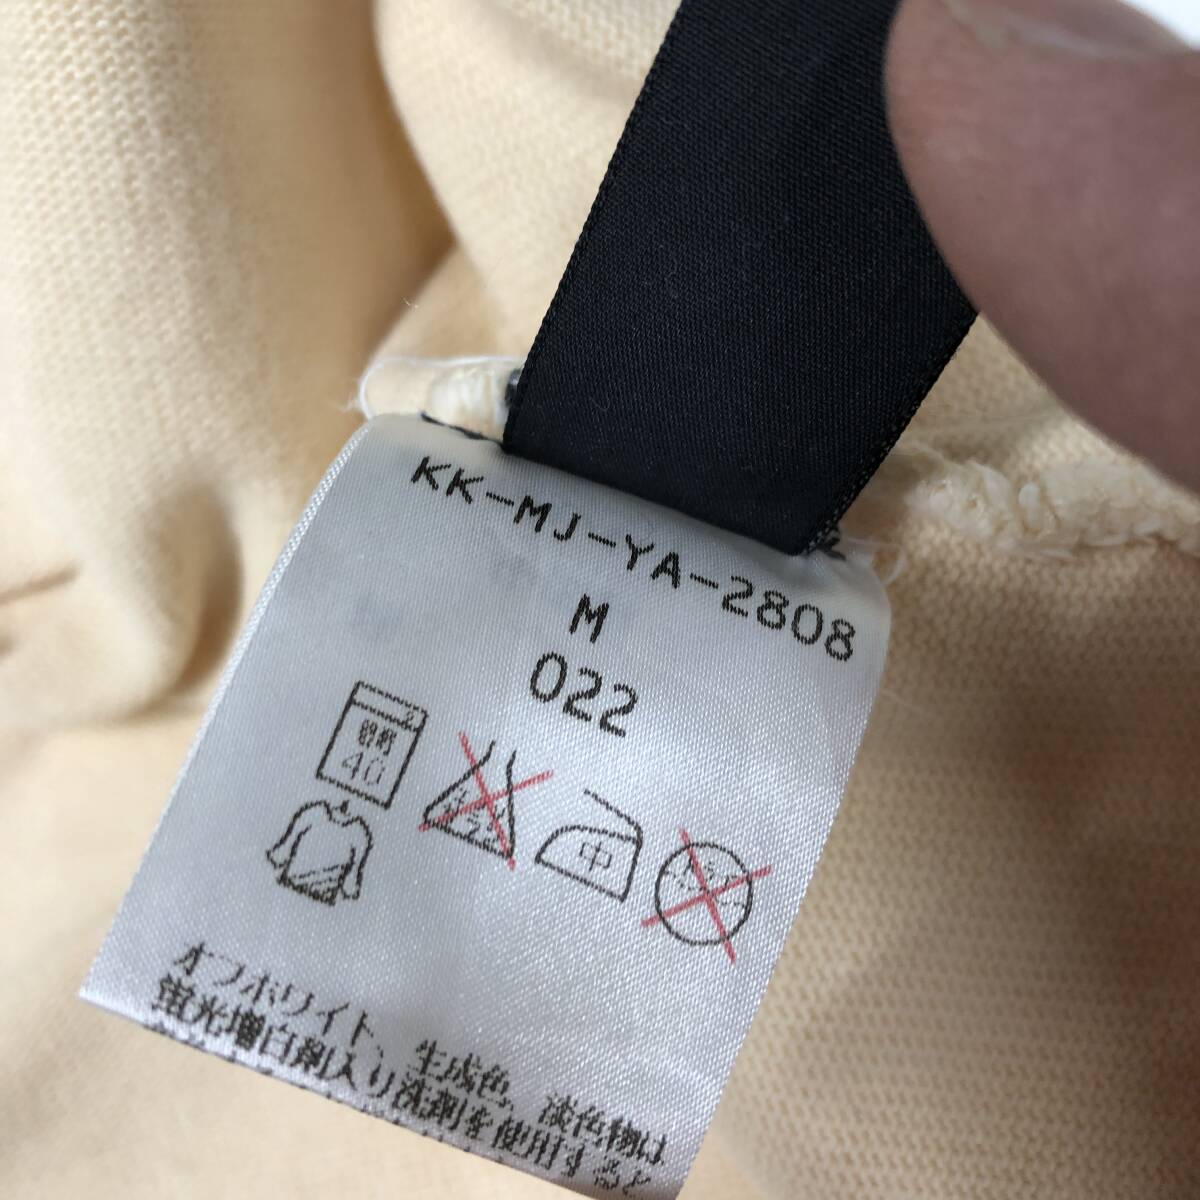 KK-MJ-YA-2808
M
022
40
中
オフホワイト、生成色、淡色物は
蛍光増白剤入り洗剤を使用すると